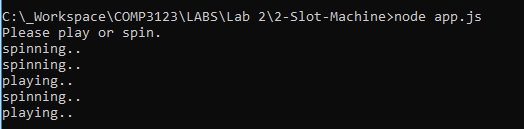 C:\_Workspace\COMP3123\LABS\Lab 2\2-Slot-Machine>node app.js
Please play or spin.
spinning..
spinning..
playing..
spinning..
playing..